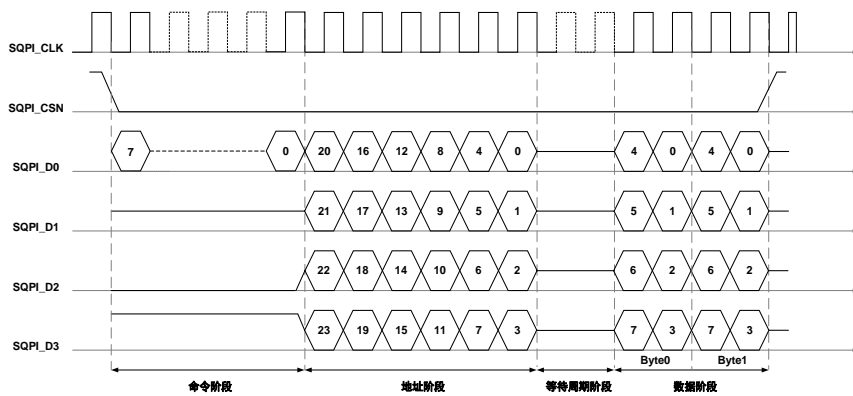 SQPI_CLK
SQPI_CSN
SQPI_D0 7 0 20 16 12 8 4 0 4 0 4 0
SQPI_D1 21 17 13 9 5 1 5 1 5 1
SQPI_D2 22 18 14 10 6 2 6 2 6 2
SQPI_D3 23 19 15 11 7 3 7 3 7 3
Byte0 Byte1
命令阶段 地址阶段 等待周期阶段 数据阶段